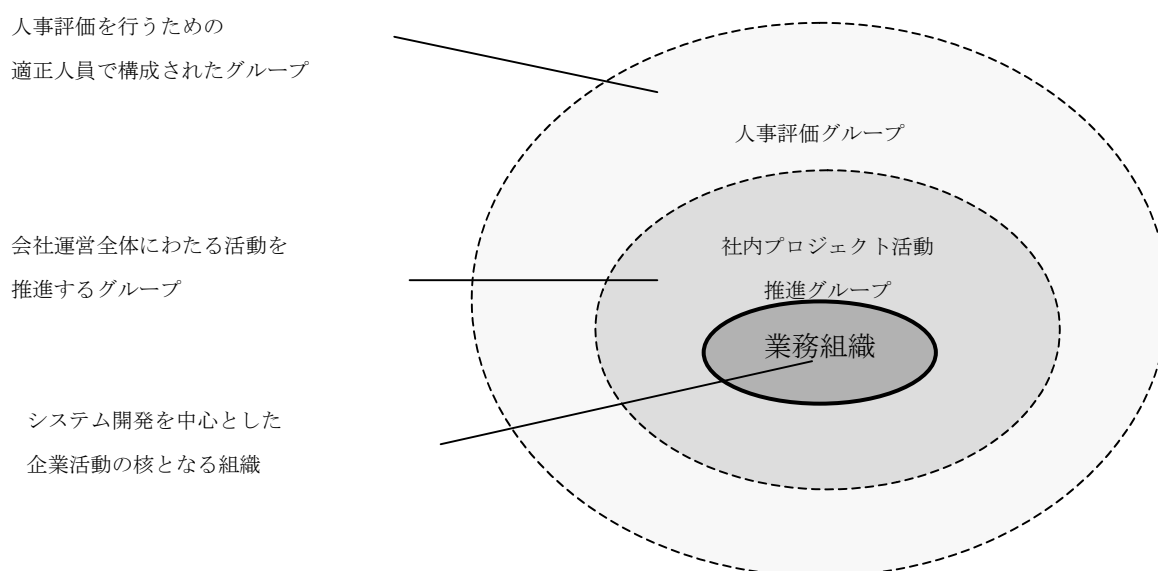 人事評価を行うための
適正人員で構成されたグループ
人事評価グループ
会社運営全体にわたる活動を
推進するグループ
社内プロジェクト活動
推進グループ
業務組織
システム開発を中心とした
企業活動の核となる組織